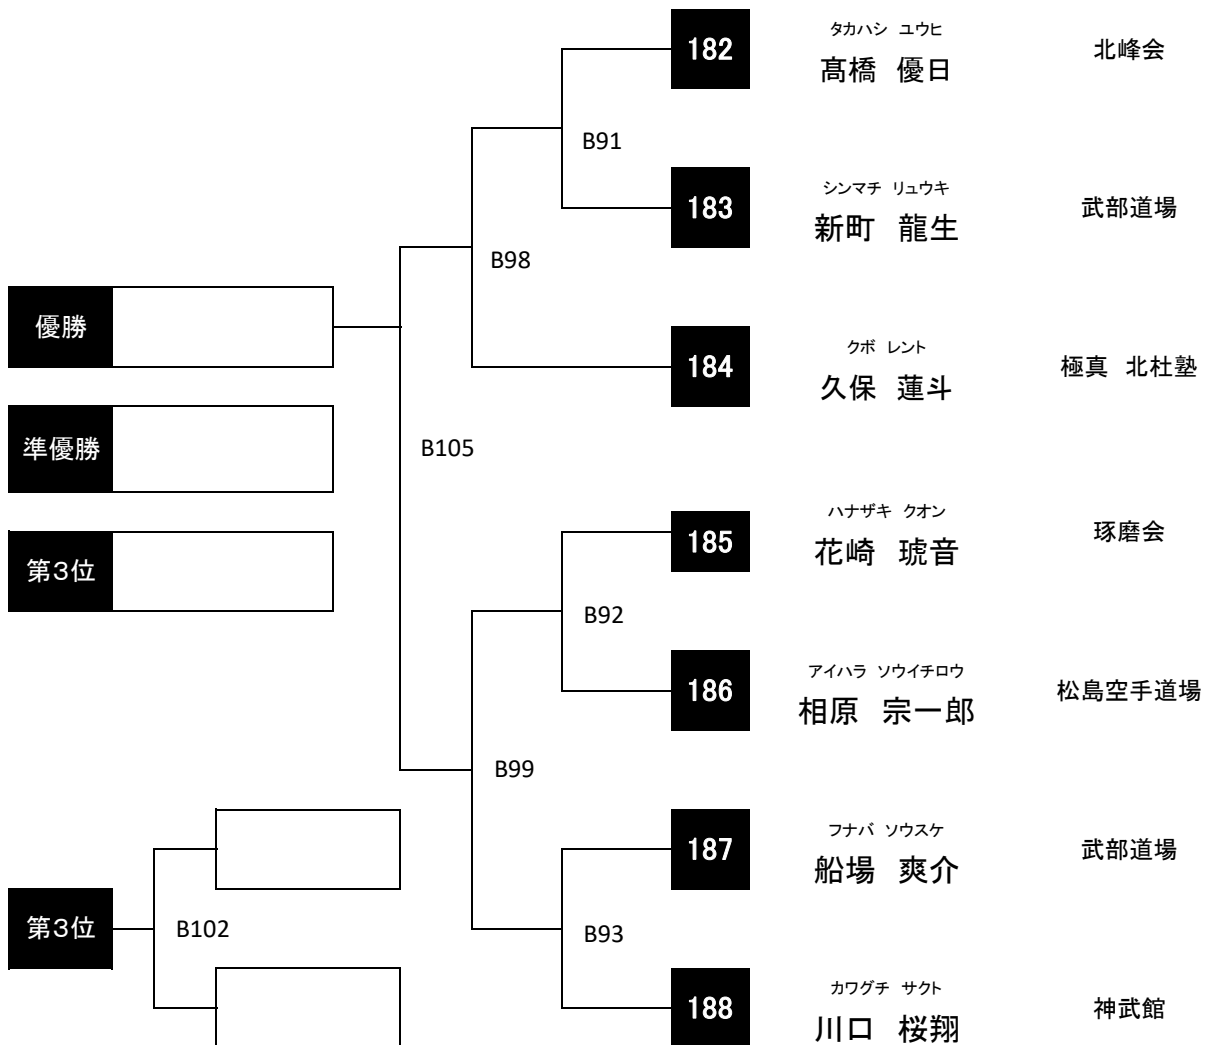 182
タカハシ ユウヒ
髙橋 優日
北峰会
B91
183
シンマチ リュウキ
新町 龍生
武部道場
B98
優勝
184
クボ レント
久保 蓮斗
極真 北杜塾
準優勝
B105
第3位
185
ハナザキ クオン
花崎 琥音
琢磨会
B92
186
アイハラ ソウイチロウ
相原 宗一郎
松島空手道場
B99
187
フナバ ソウスケ
船場 爽介
武部道場
第3位
B102
B93
188
カワグチ サクト
川口 桜翔
神武館